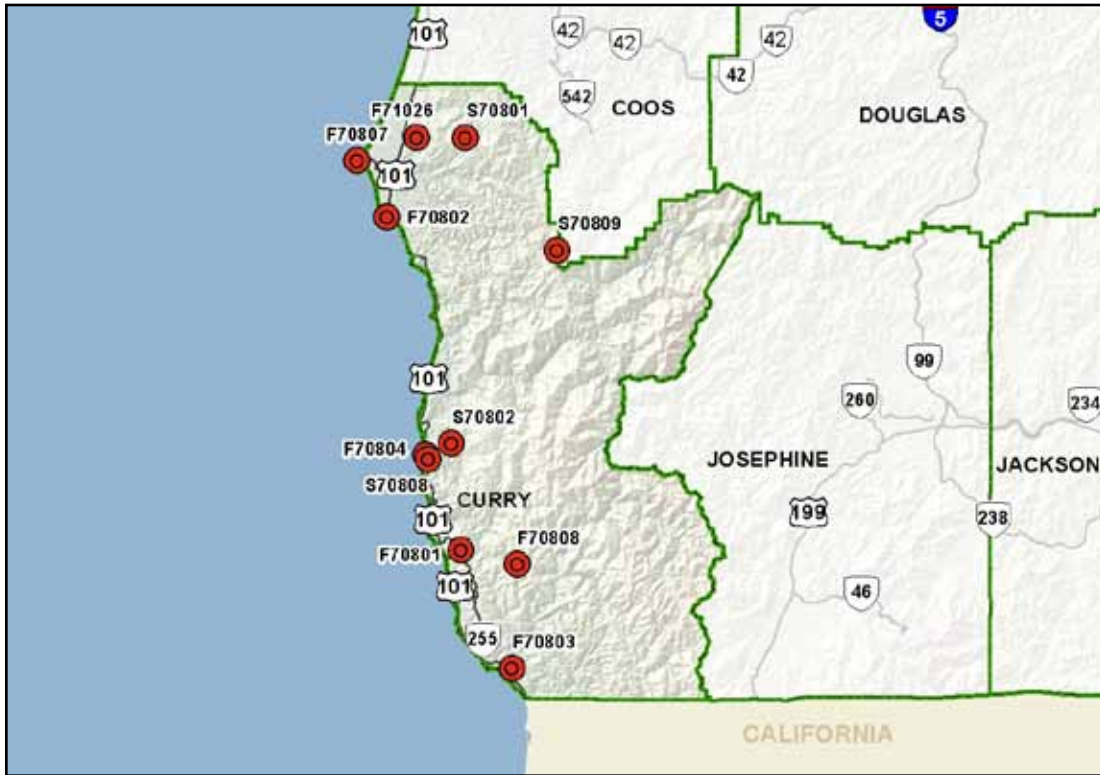 5
101
42
42
42
42
542
COOS
DOUGLAS
F71026
S70801
F70807
101
F70802
S70809
101
99
260
234
S70802
F70804
JOSEPHINE
JACKSON
S70808
CURRY
101
199
238
F70801
F70808
101
46
255
F70803
CALIFORNIA